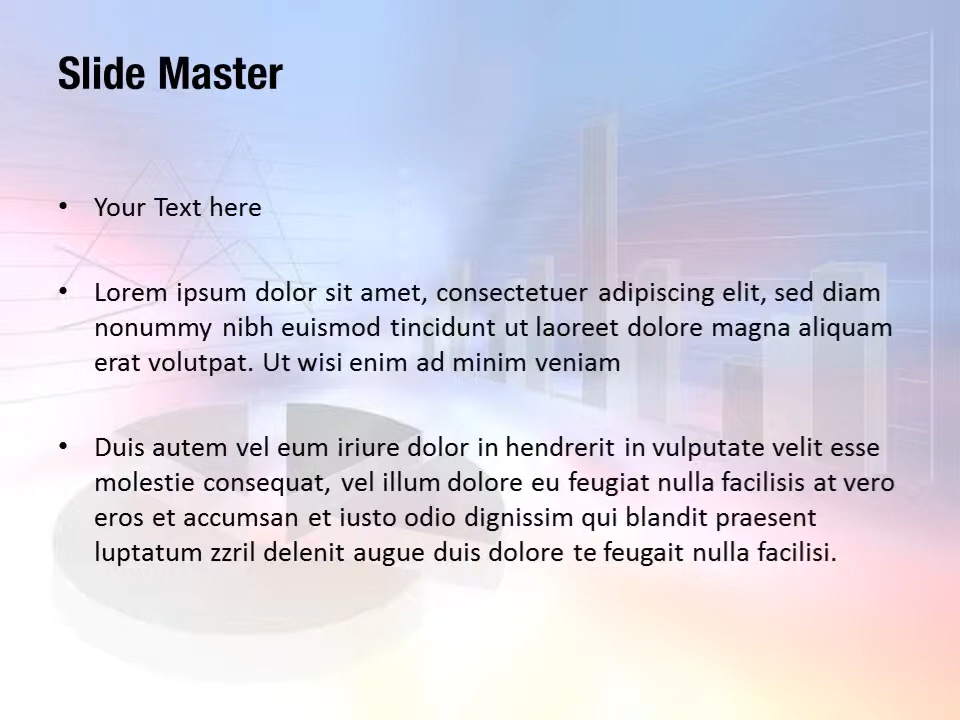 Slide Master
• Your Text here
• Lorem ipsum dolor sit amet, consectetuer adipiscing elit, sed diam
nonummy nibh euismod tincidunt ut laoreet dolore magna aliquam
erat volutpat. Ut wisi enim ad minim veniam
• Duis autem vel eum iriure dolor in hendrerit in vulputate velit esse
molestie consequat, vel illum dolore eu feugiat nulla facilisis at vero
eros et accumsan et iusto odio dignissim qui blandit praesent
luptatum zzril delenit augue duis dolore te feugait nulla facilisi.